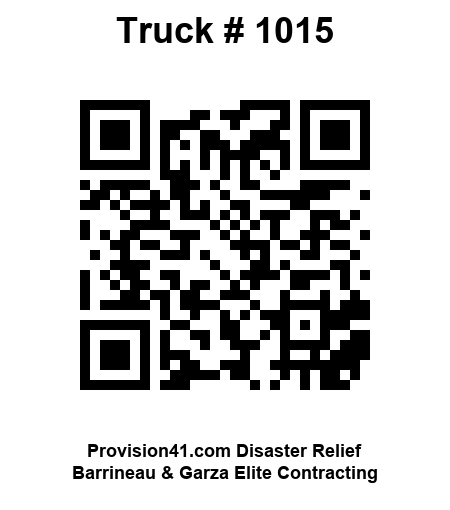 Truck # 1015
Provision41.com Disaster Relief
Barrineau & Garza Elite Contracting